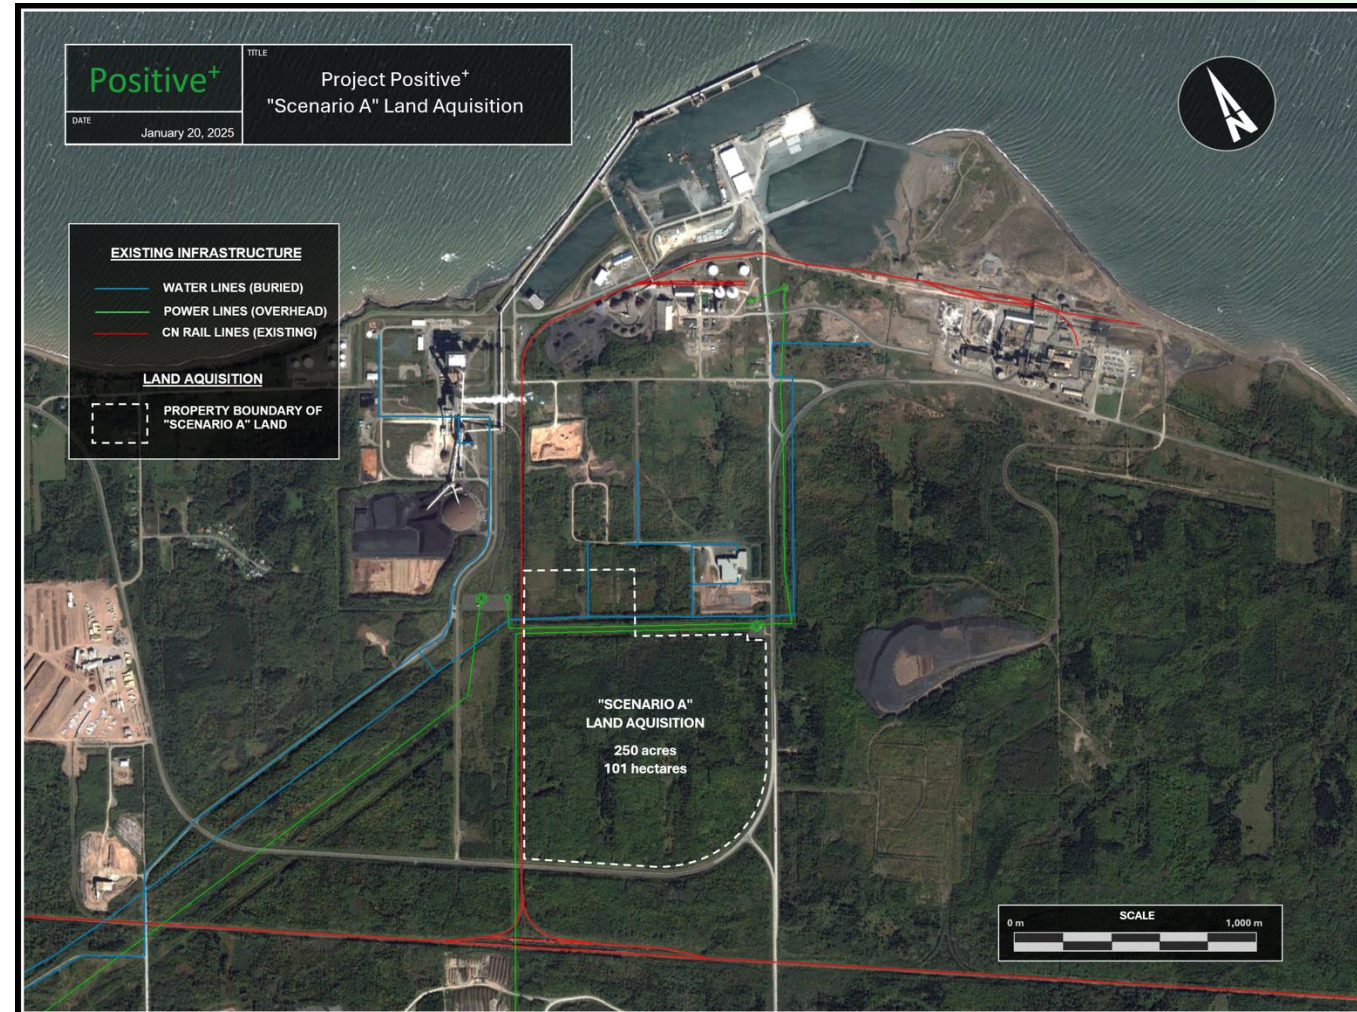 TITLE
Positive+
Project Positive+
"Scenario A" Land Aquisition
DATE
January 20, 2025
N
EXISTING INFRASTRUCTURE
WATER LINES (BURIED)
POWER LINES (OVERHEAD)
CN RAIL LINES (EXISTING)
LAND AQUISITION
PROPERTY BOUNDARY OF
"SCENARIO A" LAND
"SCENARIO A"
LAND AQUISITION
250 acres
101 hectares
SCALE
0 m
1,000 m